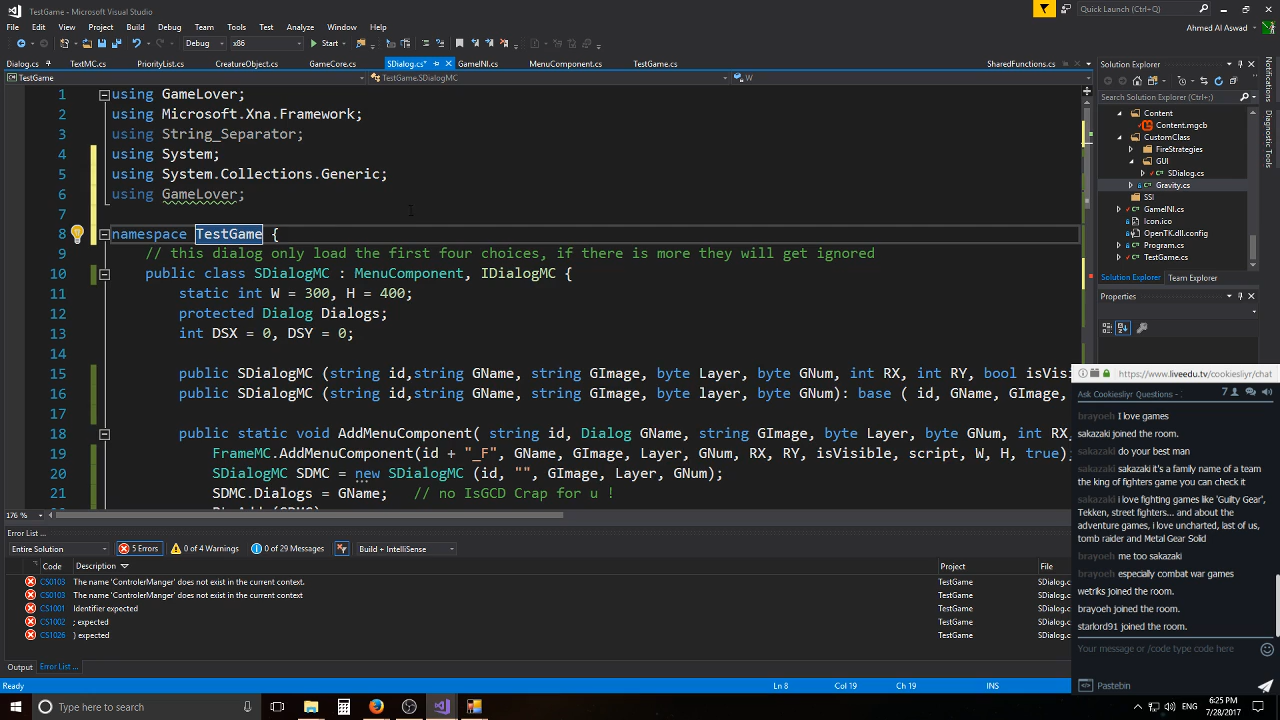 TestGame - Microsoft Visual Studio
Quick Launch (Ctrl+;)
File Edit View Project Build Debug Team Tools Test Analyze Window Help
Ahmed Al Aswad
Debug x86 Start
Dialog.cs TestMC.cs PriorityList.cs CreatureObject.cs GameCore.cs SDialog.cs* GameINI.cs MenuComponent.cs TestGame.cs SharedFunctions.cs
TestGame TestGame.SDialogMC W
1 using GameLover;
2 using Microsoft.Xna.Framework;
3 using String_Separator;
4 using System;
5 using System.Collections.Generic;
6 using GameLover;
7
8 namespace TestGame {
9 // this dialog only load the first four choices, if there is more they will get ignored
10 public class SDialogMC : MenuComponent, IDialogMC {
11 static int W = 300, H = 400;
12 protected Dialog Dialogs;
13 int DSX = 0, DSY = 0;
14
15 public SDialogMC (string id,string GName, string GImage, byte Layer, byte GNum, int RX, int RY, bool isVisi
16 public SDialogMC (string id,string GName, string GImage, byte layer, byte GNum): base ( id, GName, GImage,
17
18 public static void AddMenuComponent( string id, Dialog GName, string GImage, byte Layer, byte GNum, int RX,
19 FrameMC.AddMenuComponent(id + "_F", GName, GImage, Layer, GNum, RX, RY, isVisible, script, W, H, true);
20 SDialogMC SDMC = new SDialogMC (id, "", GImage, Layer, GNum);
21 SDMC.Dialogs = GName; // no IsGCD Crap for u !
176 %
Solution Explorer
Search Solution Explorer (Ctrl+;)
Content
Content.mgcb
CustomClass
FireStrategies
GUI
SDialog.cs
Gravity.cs
SSI
GameINI.cs
Icon.ico
OpenTK.dll.config
Program.cs
TestGame.cs
Solution Explorer Team Explorer
Properties
Notifications
Diagnostic Tools
Error List ...
Entire Solution 5 Errors 0 of 4 Warnings 0 of 29 Messages Build + IntelliSense
Code Description Project File
CS0103 The name 'ControlerManger' does not exist in the current context. TestGame SDialog.cs
CS0103 The name 'ControlerManger' does not exist in the current context TestGame SDialog.cs
CS1001 Identifier expected TestGame SDialog.cs
CS1002 ; expected TestGame SDialog.cs
CS1026 ) expected TestGame SDialog.cs
Output Error List ...
Ready Ln 8 Col 19 Ch 19 INS
https://www.liveedu.tv/cookiesliyr/chat
Ask Cookiesliyr Questions - 7
brayoeh I love games
sakazaki joined the room.
sakazaki do your best man
sakazaki sakazaki it's a family name of a team
the king of fighters game you can check it
sakazaki i love fighting games like 'Guilty Gear',
Tekken, street fighters... and about the
adventure games, i love uncharted, last of us,
tomb raider and Metal Gear Solid
brayoeh me too sakazaki
brayoeh especially combat war games
wetriks joined the room.
brayoeh joined the room.
starlord91 joined the room.
Your message or /code type code here
Pastebin
Type here to search
ENG
6:25 PM
7/28/2017